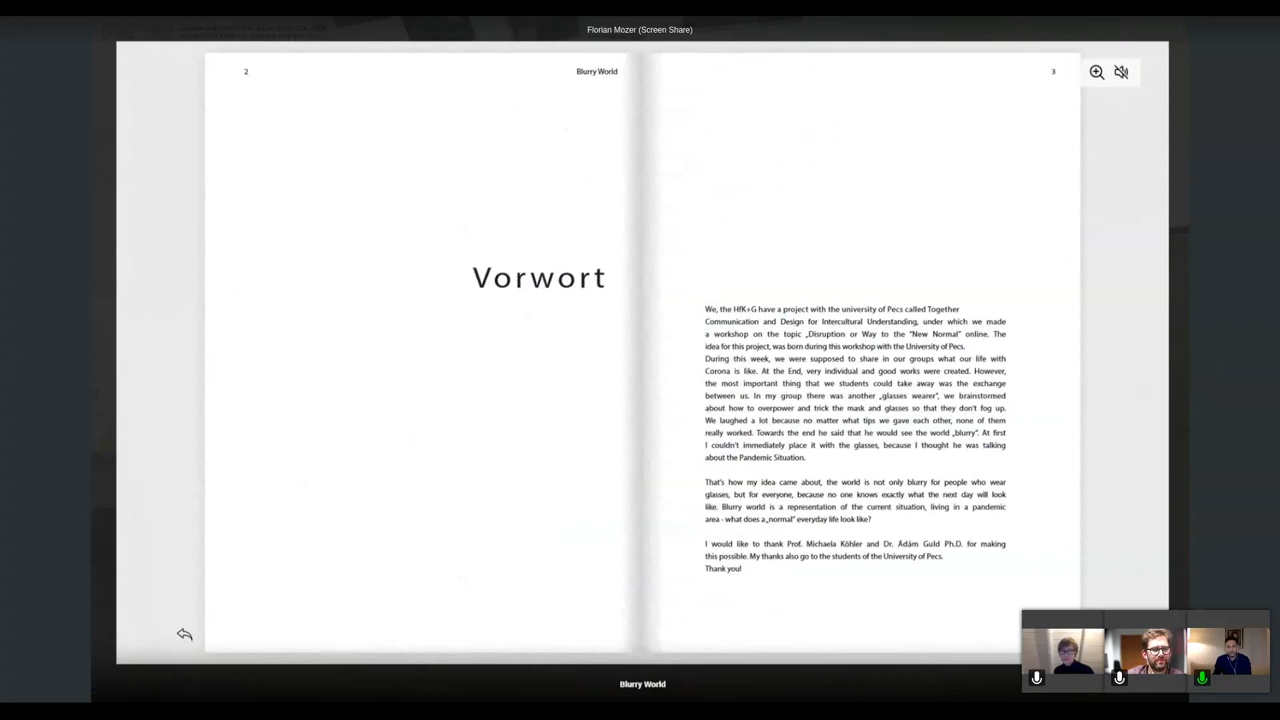 Florian Mozer (Screen Share)
2
Blurry World
3
Vorwort
We, the HfK+G have a project with the university of Pecs called Together
Communication and Design for Intercultural Understanding, under which we made
a workshop on the topic „Disruption or Way to the "New Normal" online. The
idea for this project, was born during this workshop with the University of Pecs.
During this week, we were supposed to share in our groups what our life with
Corona is like. At the End, very individual and good works were created. However,
the most important thing that we students could take away was the exchange
between us. In my group there was another „glasses wearer", we brainstormed
about how to overpower and trick the mask and glasses so that they don't fog up.
We laughed a lot because no matter what tips we gave each other, none of them
really worked. Towards the end he said that he would see the world „blurry". At first
I couldn't immediately place it with the glasses, because I thought he was talking
about the Pandemic Situation.
That's how my idea came about, the world is not only blurry for people who wear
glasses, but for everyone, because no one knows exactly what the next day will look
like. Blurry world is a representation of the current situation, living in a pandemic
area - what does a „normal" everyday life look like?
I would like to thank Prof. Michaela Köhler and Dr. Ádám Guld Ph.D. for making
this possible. My thanks also go to the students of the University of Pecs.
Thank you!
Blurry World